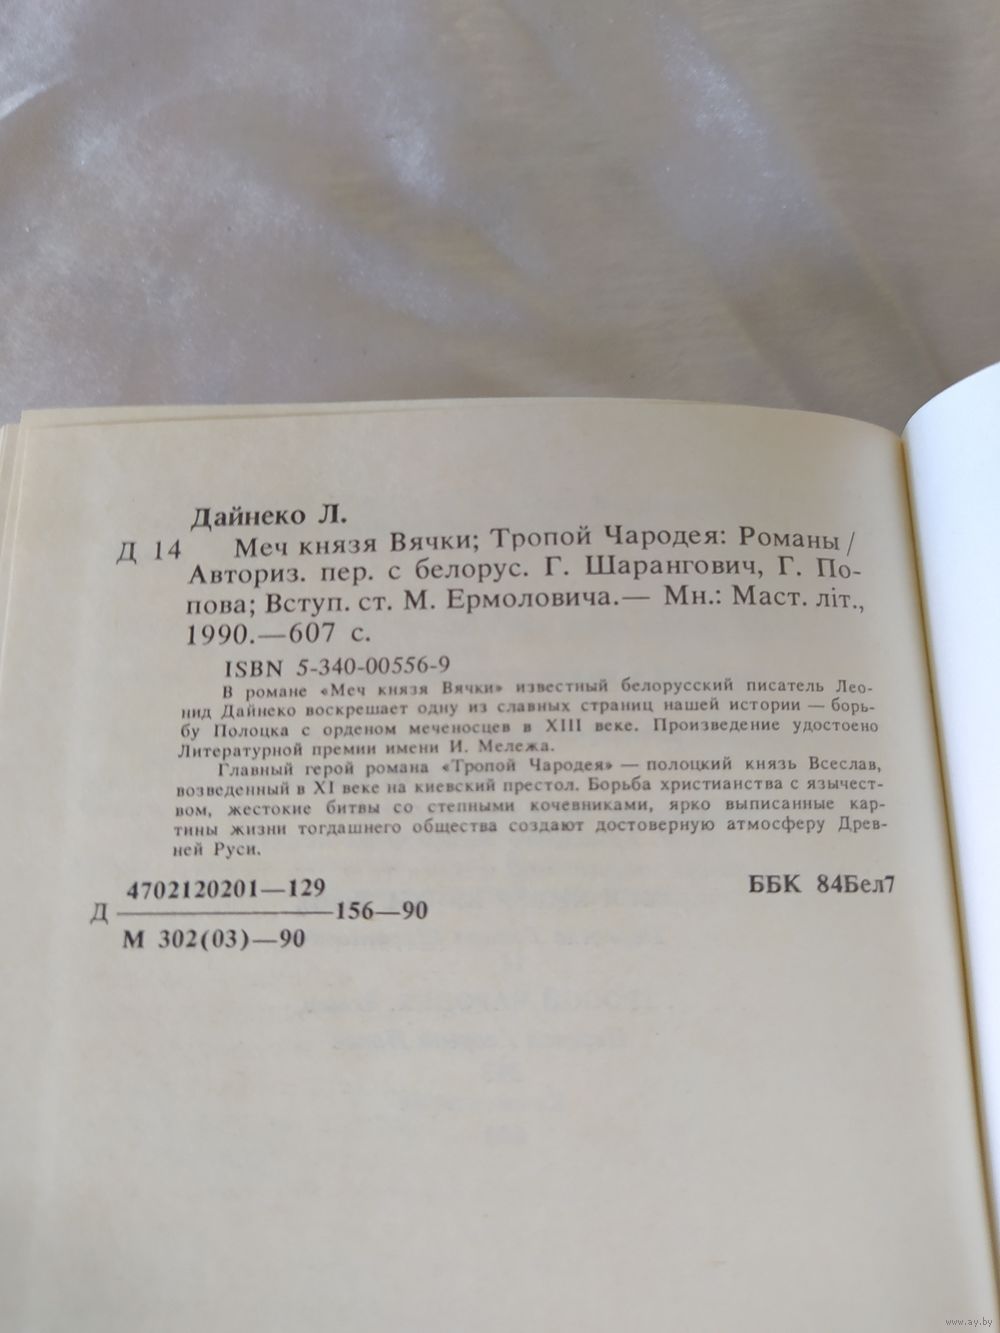 Дайнеко Л.
Д 14 Меч князя Вячки; Тропой Чародея: Романы/
Авториз. пер. с белорус. Г. Шарангович, Г. По-
пова; Вступ. ст. М. Ермоловича.— Мн.: Маст. літ.,
1990.—607 с.
ISBN 5-340-00556-9
В романе «Меч князя Вячки» известный белорусский писатель Лео-
нид Дайнеко воскрешает одну из славных страниц нашей истории — борь-
бу Полоцка с орденом меченосцев в XIII веке. Произведение удостоено
Литературной премии имени И. Мележа.
Главный герой романа «Тропой Чародея» — полоцкий князь Всеслав,
возведенный в XI веке на киевский престол. Борьба христианства с язычест-
вом, жестокие битвы со степными кочевниками, ярко выписанные кар-
тины жизни тогдашнего общества создают достоверную атмосферу Древ-
ней Руси.
4702120201—129
Д —156—90
М 302(03)—90
ББК 84Бел7
www.ay.by